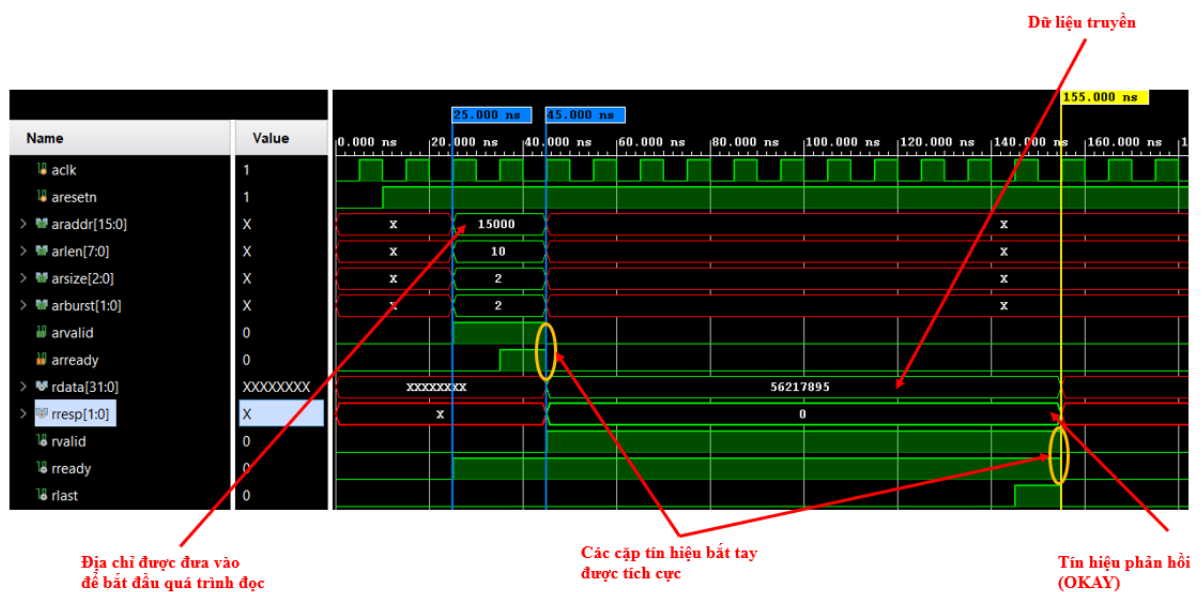 Dữ liệu truyền
155.000 ns
25.000 ns 45.000 ns
Name Value
0.000 ns 20.000 ns 40.000 ns 60.000 ns 80.000 ns 100.000 ns 120.000 ns 140.000 ns 160.000 ns
aclk 1
aresetn 1
araddr[15:0] X X 15000 X
arlen[7:0] X X 10 X
arsize[2:0] X X 2 X
arburst[1:0] X X 2 X
arvalid 0
arready 0
rdata[31:0] XXXXXXXX XXXXXXXX 56217895
rresp[1:0] X X 0
rvalid 0
rready 0
rlast 0
Địa chỉ được đưa vào
để bắt đầu quá trình đọc
Các cặp tín hiệu bắt tay
được tích cực
Tín hiệu phản hồi
(OKAY)